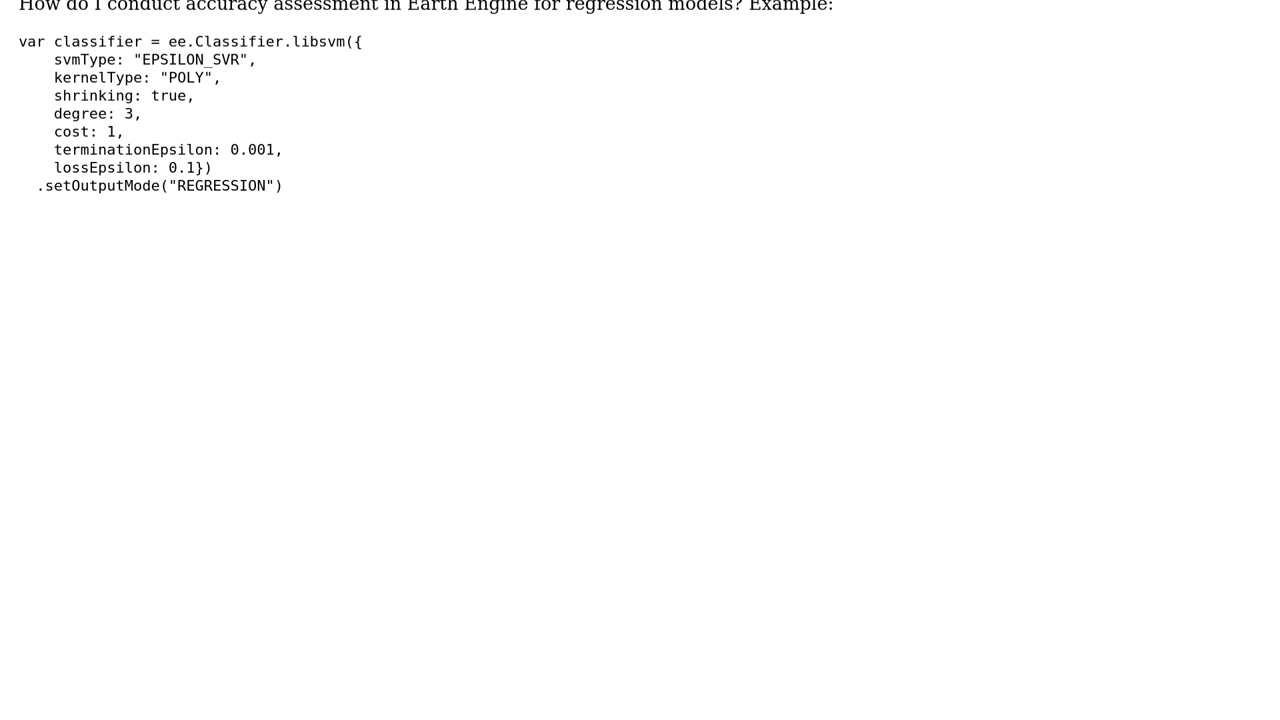 How do I conduct accuracy assessment in Earth Engine for regression models? Example:
var classifier = ee.Classifier.libsvm({
    svmType: "EPSILON_SVR",
    kernelType: "POLY",
    shrinking: true,
    degree: 3,
    cost: 1,
    terminationEpsilon: 0.001,
    lossEpsilon: 0.1})
  .setOutputMode("REGRESSION")